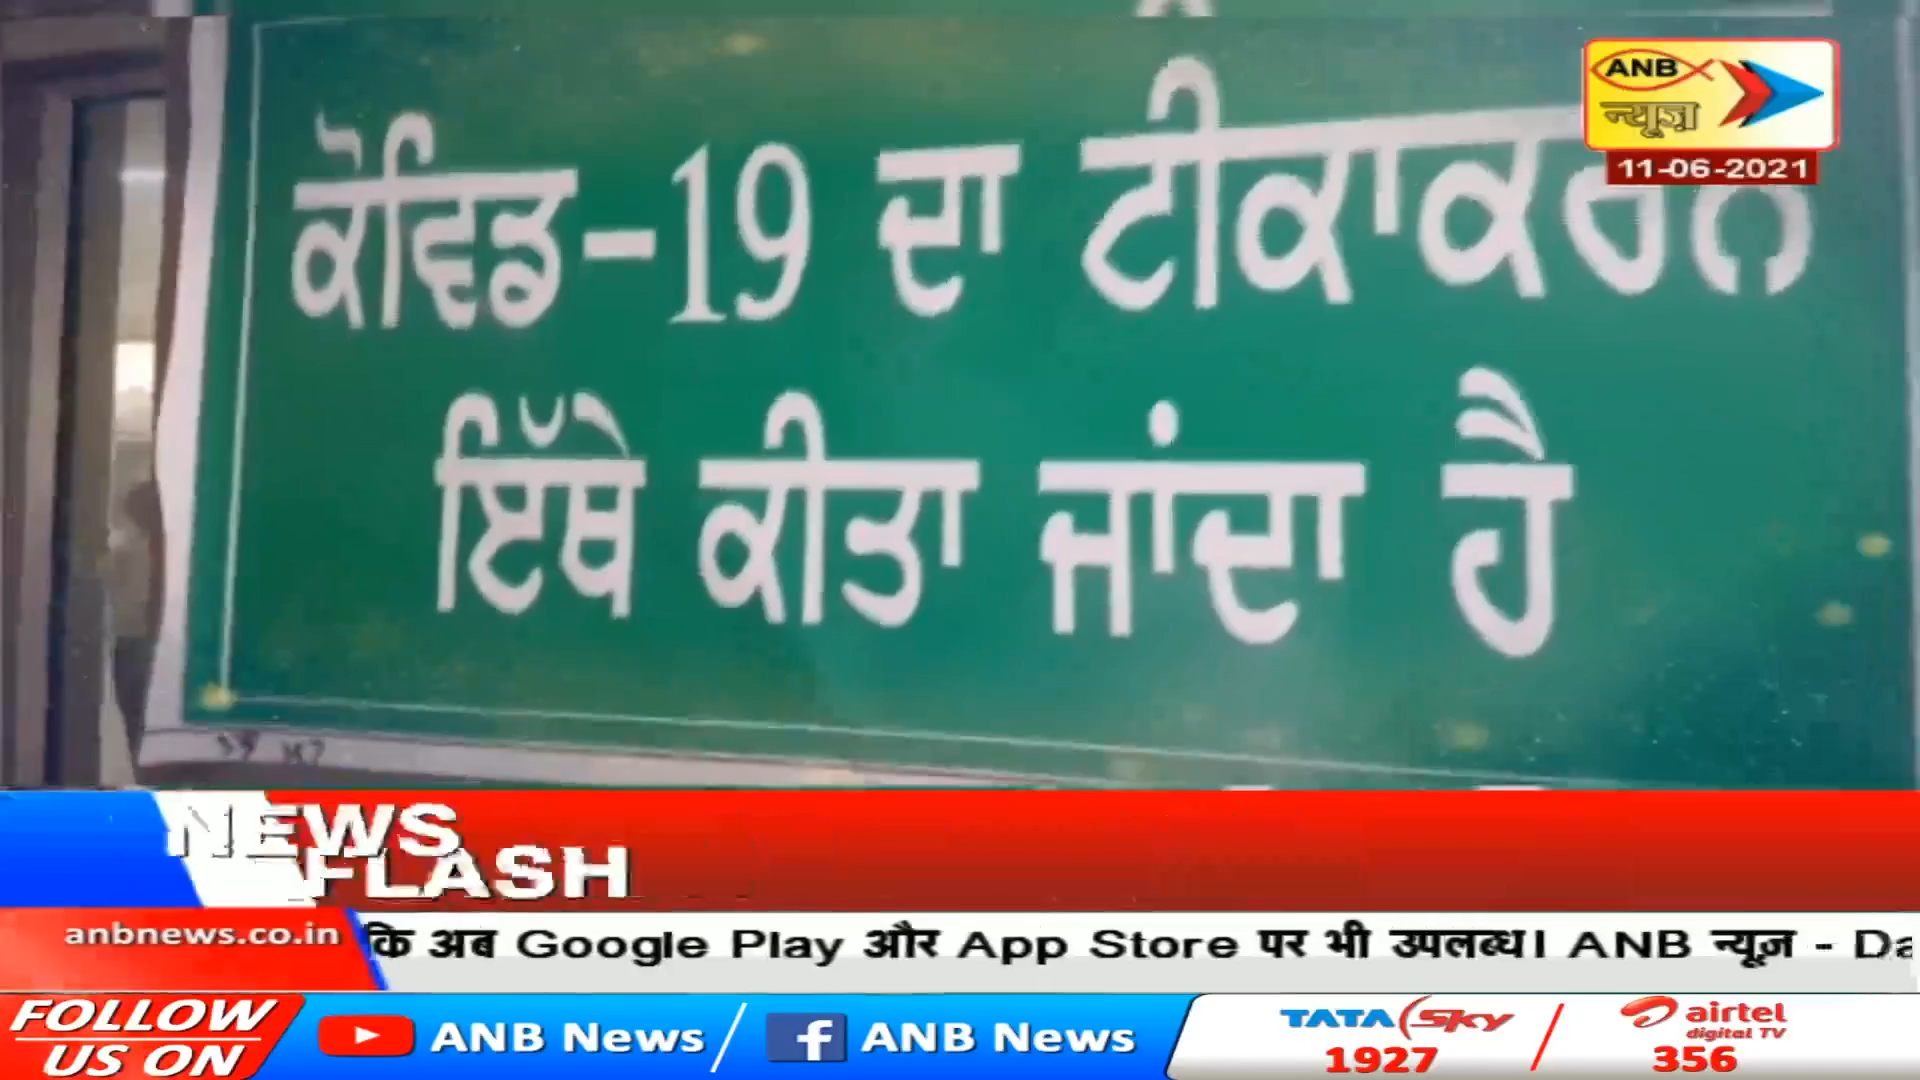 ANB
न्यूज़
11-06-2021
ਕੋਵਿਡ-19 ਦਾ ਟੀਕਾਕਰਨ
ਇੱਥੇ ਕੀਤਾ ਜਾਂਦਾ ਹੈ
NEWS
FLASH
anbnews.co.in
कि अब Google Play और App Store पर भी उपलब्ध। ANB न्यूज़ -
FOLLOW
US ON
ANB News / ANB News
TATA Sky
1927
airtel
digital TV
356